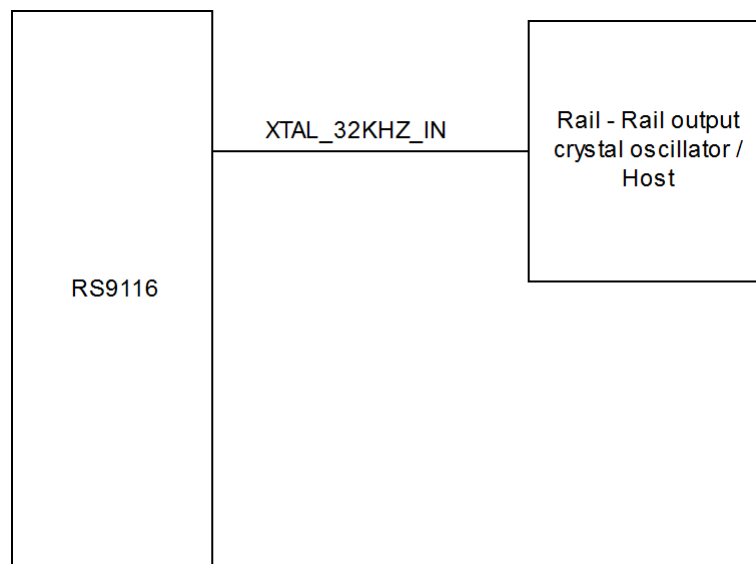 XTAL_32KHZ_IN
Rail - Rail output
crystal oscillator /
Host
RS9116